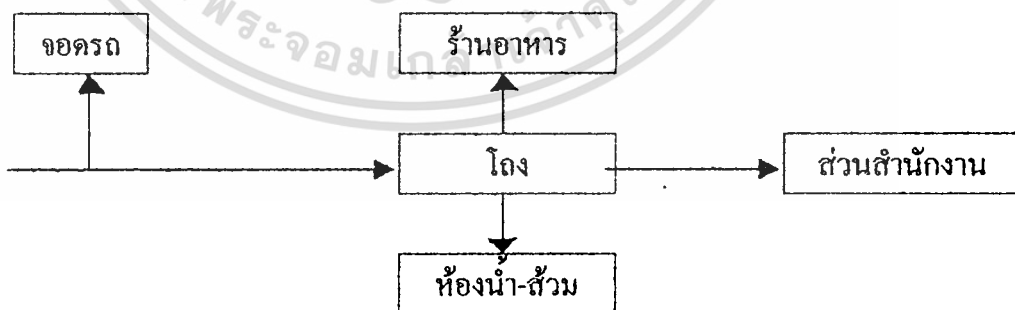 จอดรถ
ร้านอาหาร
โถง
ส่วนสำนักงาน
ห้องน้ำ-ส้วม